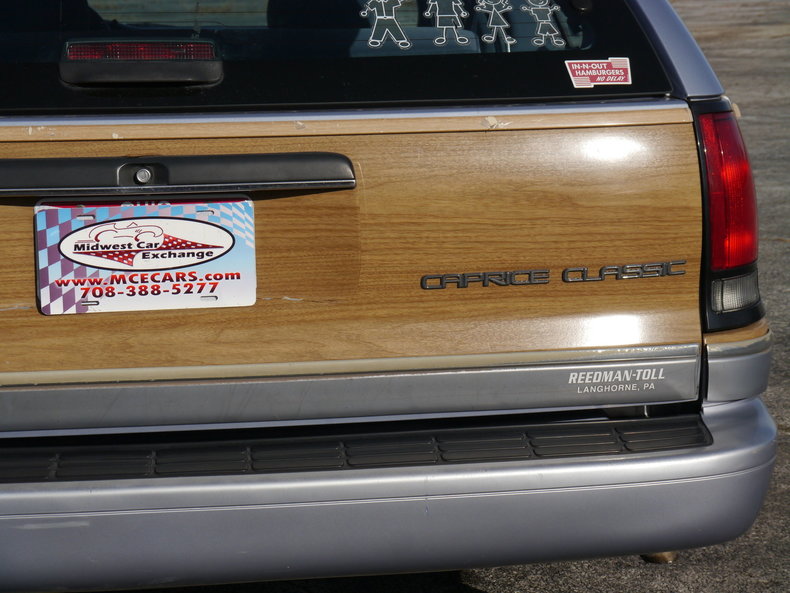 IN-N-OUT
HAMBURGERS
NO DELAY
Midwest Car
Exchange
www.MCECARS.com
708-388-5277
CAPRICE CLASSIC
REEDMAN-TOLL
LANGHORNE, PA